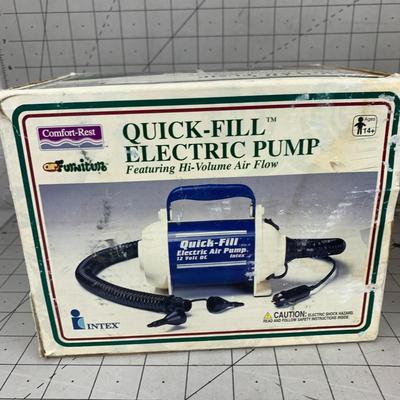 Comfort-Rest
Furniture
QUICK-FILL™
ELECTRIC PUMP
Featuring Hi-Volume Air Flow
Ages
14+
Quick-Fill
Electric Air Pump
12 Volt DC Intex
INTEX
CAUTION: ELECTRIC SHOCK HAZARD.
READ AND FOLLOW SAFETY INSTRUCTIONS INSIDE.